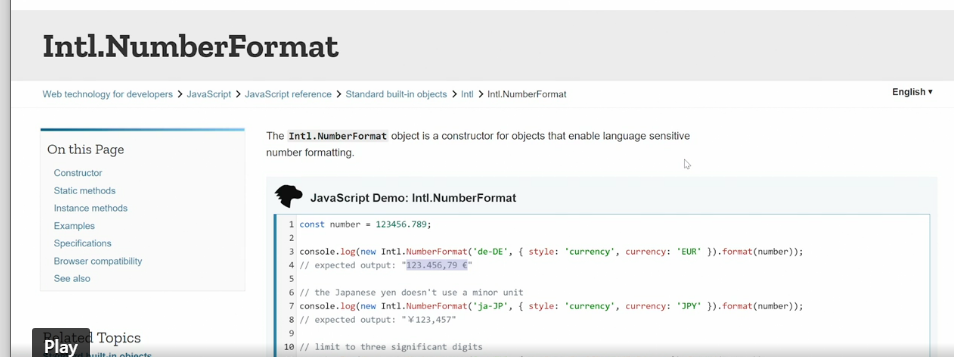 Intl.NumberFormat
Web technology for developers > JavaScript > JavaScript reference > Standard built-in objects > Intl > Intl.NumberFormat
English ▾
On this Page
Constructor
Static methods
Instance methods
Examples
Specifications
Browser compatibility
See also
Related Topics
Play
Standard built-in objects
The Intl.NumberFormat object is a constructor for objects that enable language sensitive
number formatting.
JavaScript Demo: Intl.NumberFormat
1 const number = 123456.789;
2
3 console.log(new Intl.NumberFormat('de-DE', { style: 'currency', currency: 'EUR' }).format(number));
4 // expected output: "123.456,79 €"
5
6 // the Japanese yen doesn't use a minor unit
7 console.log(new Intl.NumberFormat('ja-JP', { style: 'currency', currency: 'JPY' }).format(number));
8 // expected output: "￥123,457"
9
10 // limit to three significant digits